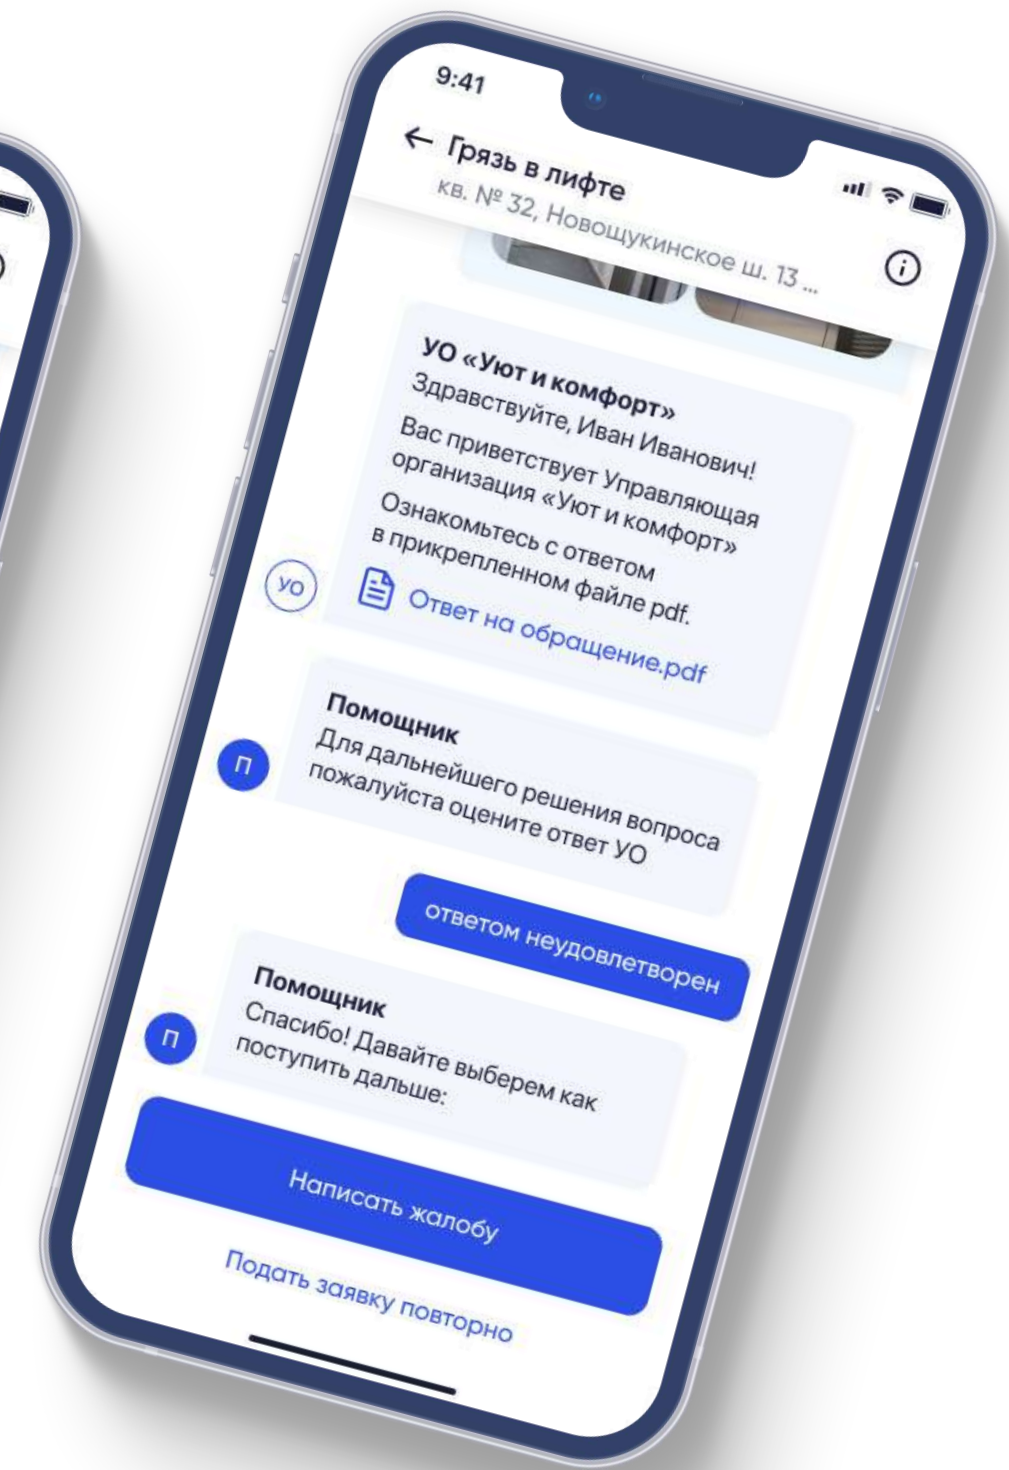 9:41
← Грязь в лифте
кв. № 32, Новощукинское ш. 13 ...
УО «Уют и комфорт»
Здравствуйте, Иван Иванович!
Вас приветствует Управляющая
организация «Уют и комфорт»
Ознакомьтесь с ответом
в прикрепленном файле pdf.
УО
Ответ на обращение.pdf
Помощник
Для дальнейшего решения вопроса
пожалуйста оцените ответ УО
П
ответом неудовлетворен
Помощник
Спасибо! Давайте выберем как
поступить дальше:
П
Написать жалобу
Подать заявку повторно